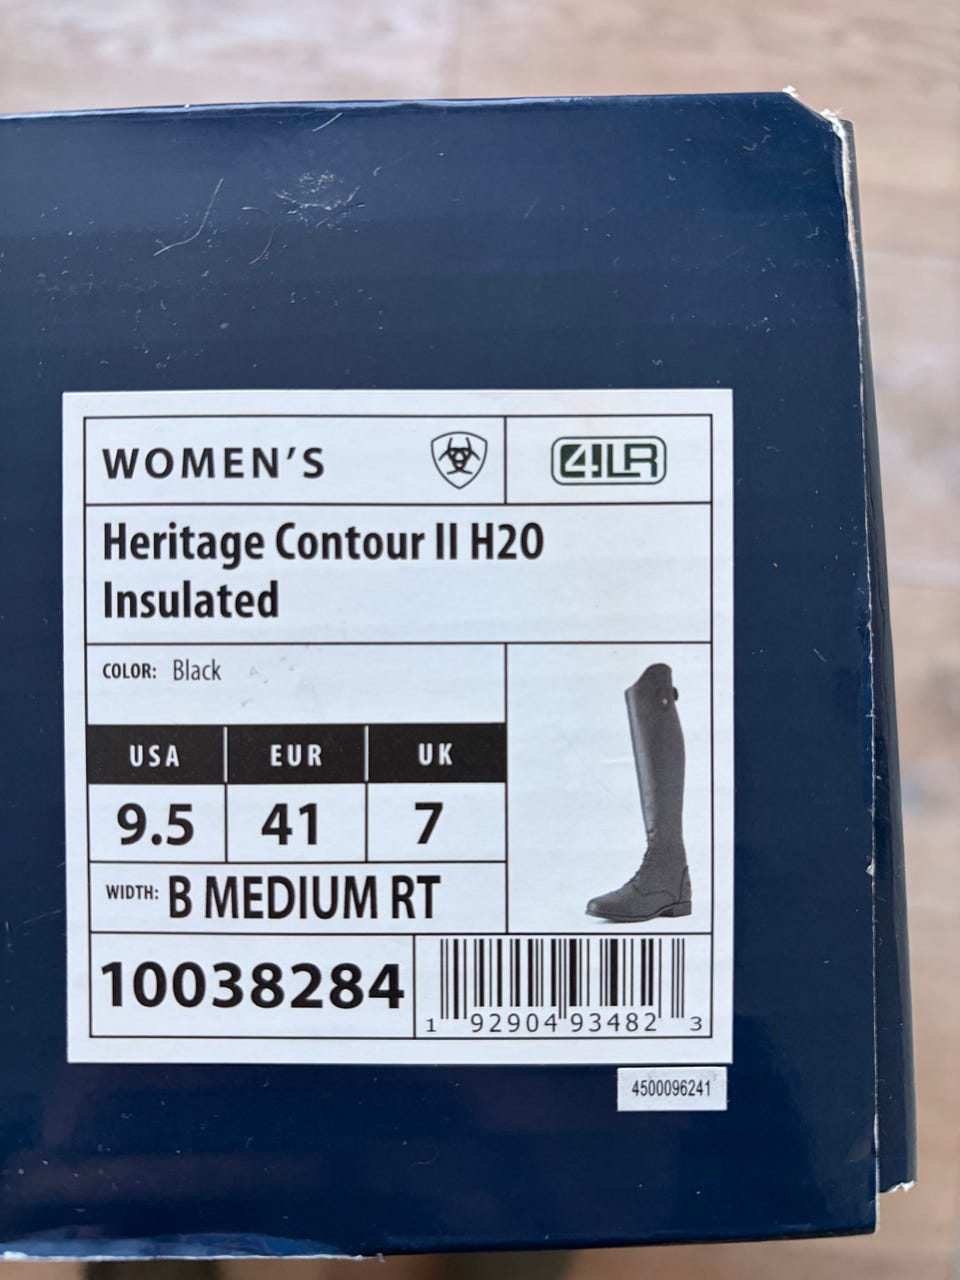 WOMEN'S
4LR
Heritage Contour II H20
Insulated
COLOR: Black
USA EUR UK
9.5 41 7
WIDTH: B MEDIUM RT
10038284
1 92904 93482 3
4500096241